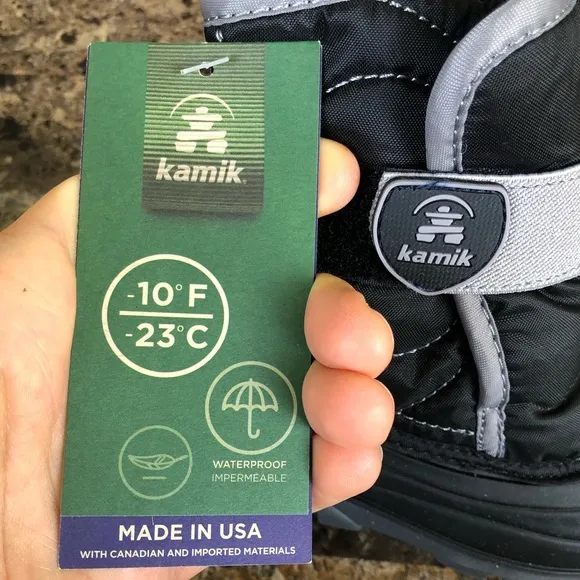 kamik
-10°F
-23°C
WATERPROOF
IMPERMÉABLE
MADE IN USA
WITH CANADIAN AND IMPORTED MATERIALS
kamik